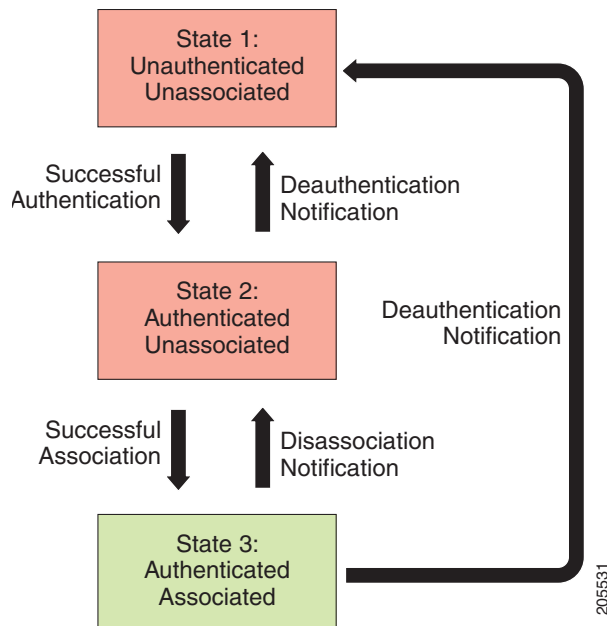 State 1:
Unauthenticated
Unassociated
Successful
Authentication
Deauthentication
Notification
State 2:
Authenticated
Unassociated
Deauthentication
Notification
Successful
Association
Disassociation
Notification
State 3:
Authenticated
Associated
205531